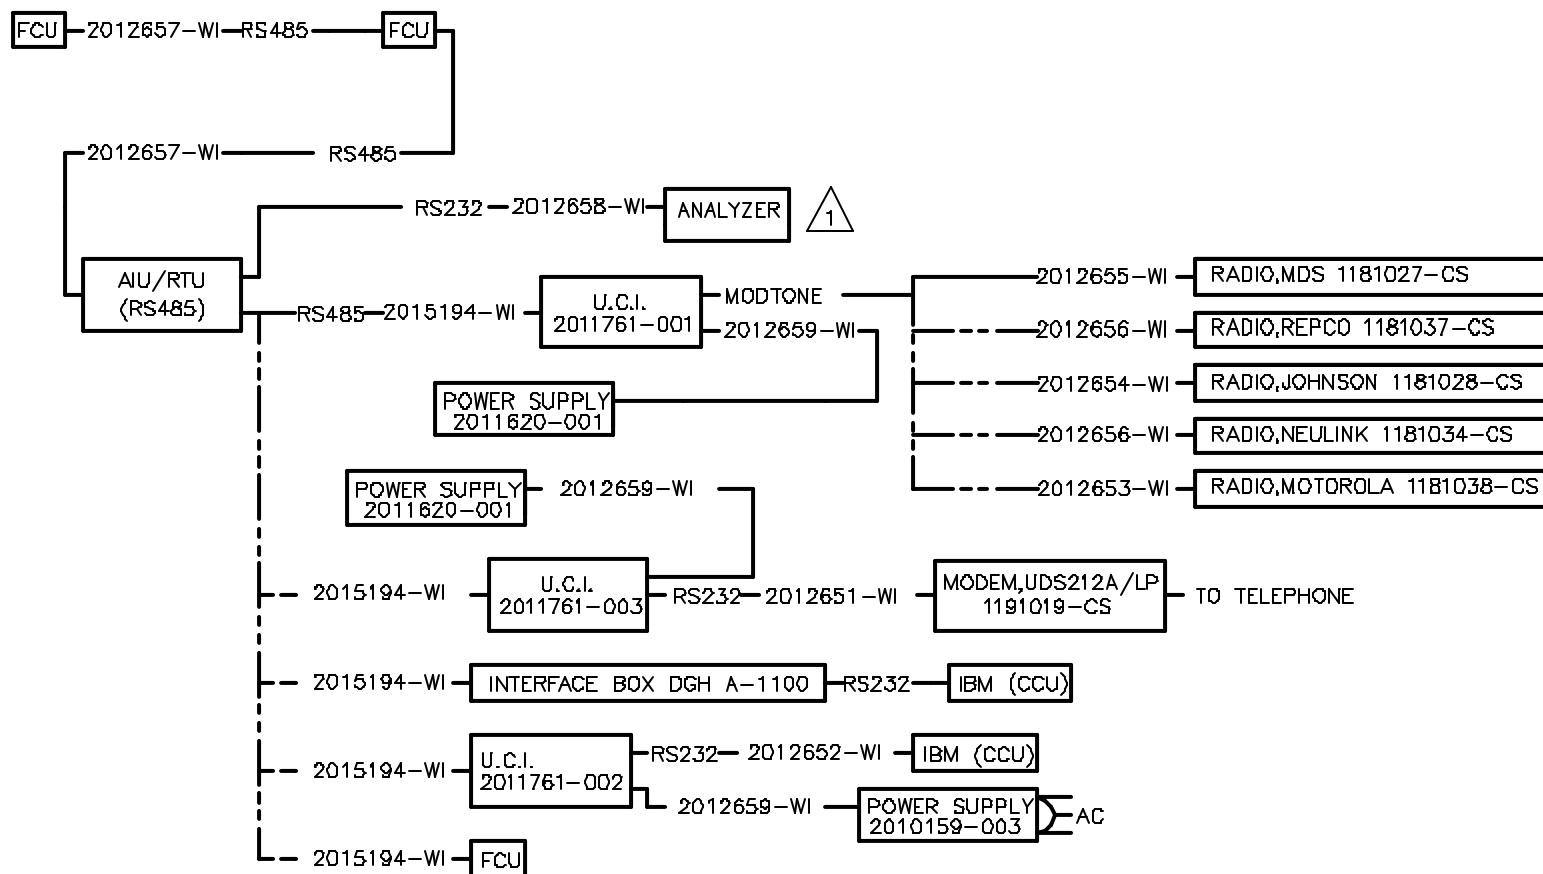 FCU 2012657-WI RS485 FCU
2012657-WI RS485
RS232 2012658-WI ANALYZER 1
AIU/RTU
(RS485)
RS485 2015194-WI
U.C.I.
2011761-001
MODTONE
2012659-WI
2012655-WI RADIO,MDS 1181027-CS
2012656-WI RADIO,REPCO 1181037-CS
2012654-WI RADIO,JOHNSON 1181028-CS
2012656-WI RADIO,NEULINK 1181034-CS
2012653-WI RADIO,MOTOROLA 1181038-CS
POWER SUPPLY
2011620-001
POWER SUPPLY
2011620-001
2012659-WI
2015194-WI
U.C.I.
2011761-003
RS232 2012651-WI
MODEM,UDS212A/LP
1191019-CS
TO TELEPHONE
2015194-WI INTERFACE BOX DGH A-1100 RS232 IBM (CCU)
2015194-WI
U.C.I.
2011761-002
RS232 2012652-WI IBM (CCU)
2012659-WI
POWER SUPPLY
2010159-003
AC
2015194-WI FCU